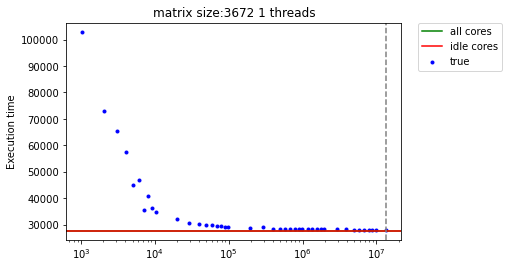 matrix size:3672 1 threads
Execution time
100000
90000
80000
70000
60000
50000
40000
30000
10³
10⁴
10⁵
10⁶
10⁷
all cores
idle cores
true